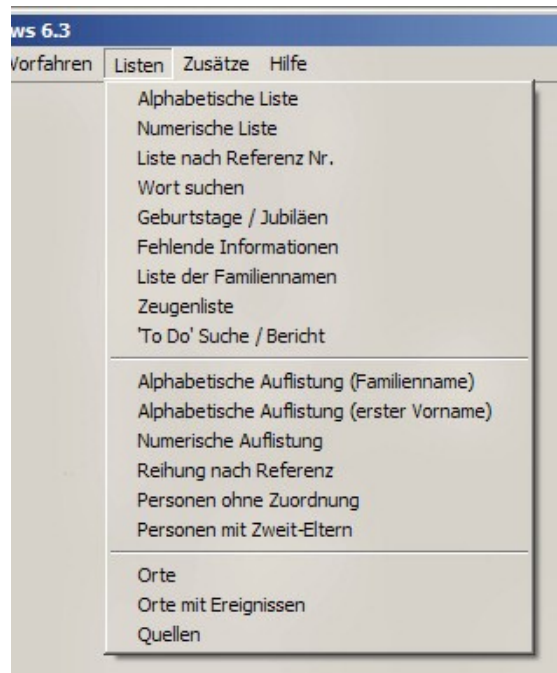 ws 6.3
Vorfahren Listen Zusätze Hilfe
Alphabetische Liste
Numerische Liste
Liste nach Referenz Nr.
Wort suchen
Geburtstage / Jubiläen
Fehlende Informationen
Liste der Familiennamen
Zeugenliste
'To Do' Suche / Bericht
Alphabetische Auflistung (Familienname)
Alphabetische Auflistung (erster Vorname)
Numerische Auflistung
Reihung nach Referenz
Personen ohne Zuordnung
Personen mit Zweit-Eltern
Orte
Orte mit Ereignissen
Quellen